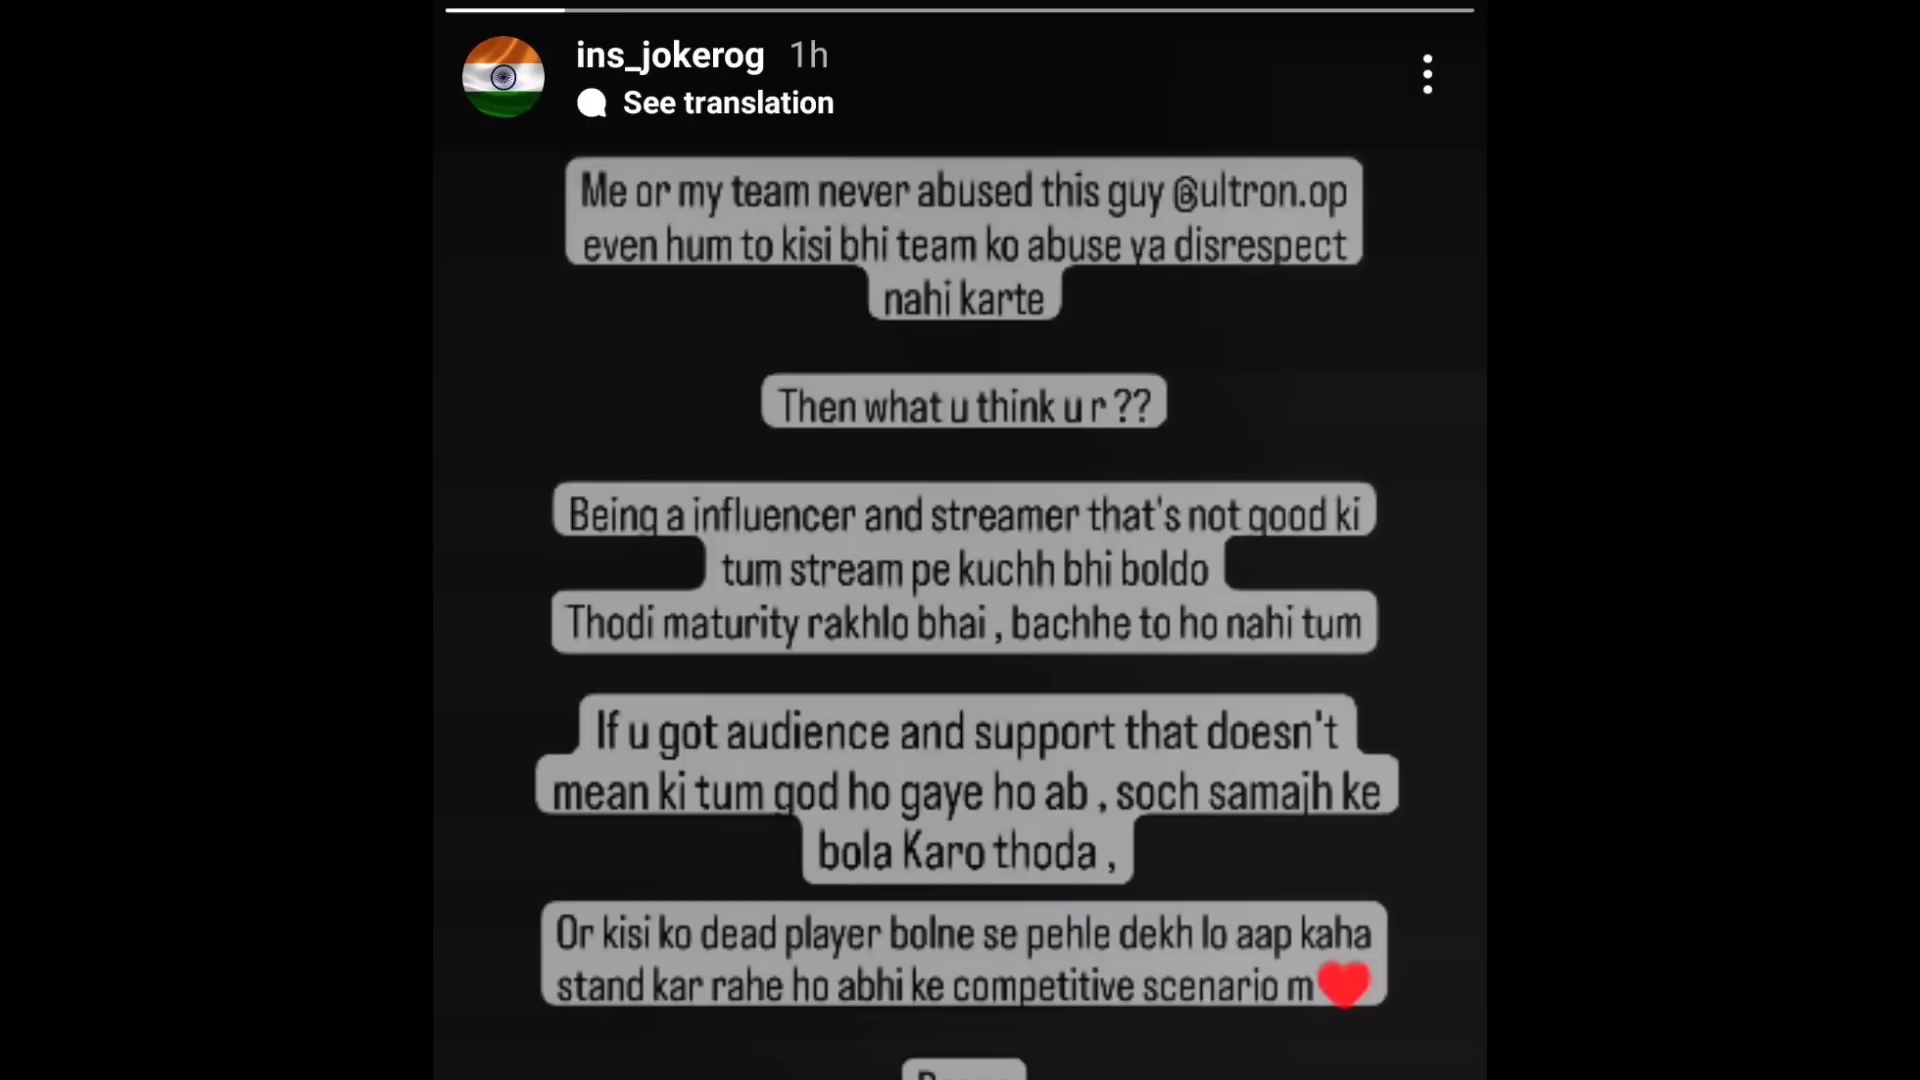 ins_jokerog 1h
See translation
Me or my team never abused this guy @ultron.op
even hum to kisi bhi team ko abuse ya disrespect
nahi karte
Then what u think u r ??
Being a influencer and streamer that's not good ki
tum stream pe kuchh bhi boldo
Thodi maturity rakhlo bhai , bachhe to ho nahi tum
If u got audience and support that doesn't
mean ki tum god ho gaye ho ab , soch samajh ke
bola Karo thoda ,
Or kisi ko dead player bolne se pehle dekh lo aap kaha
stand kar rahe ho abhi ke competitive scenario m❤️